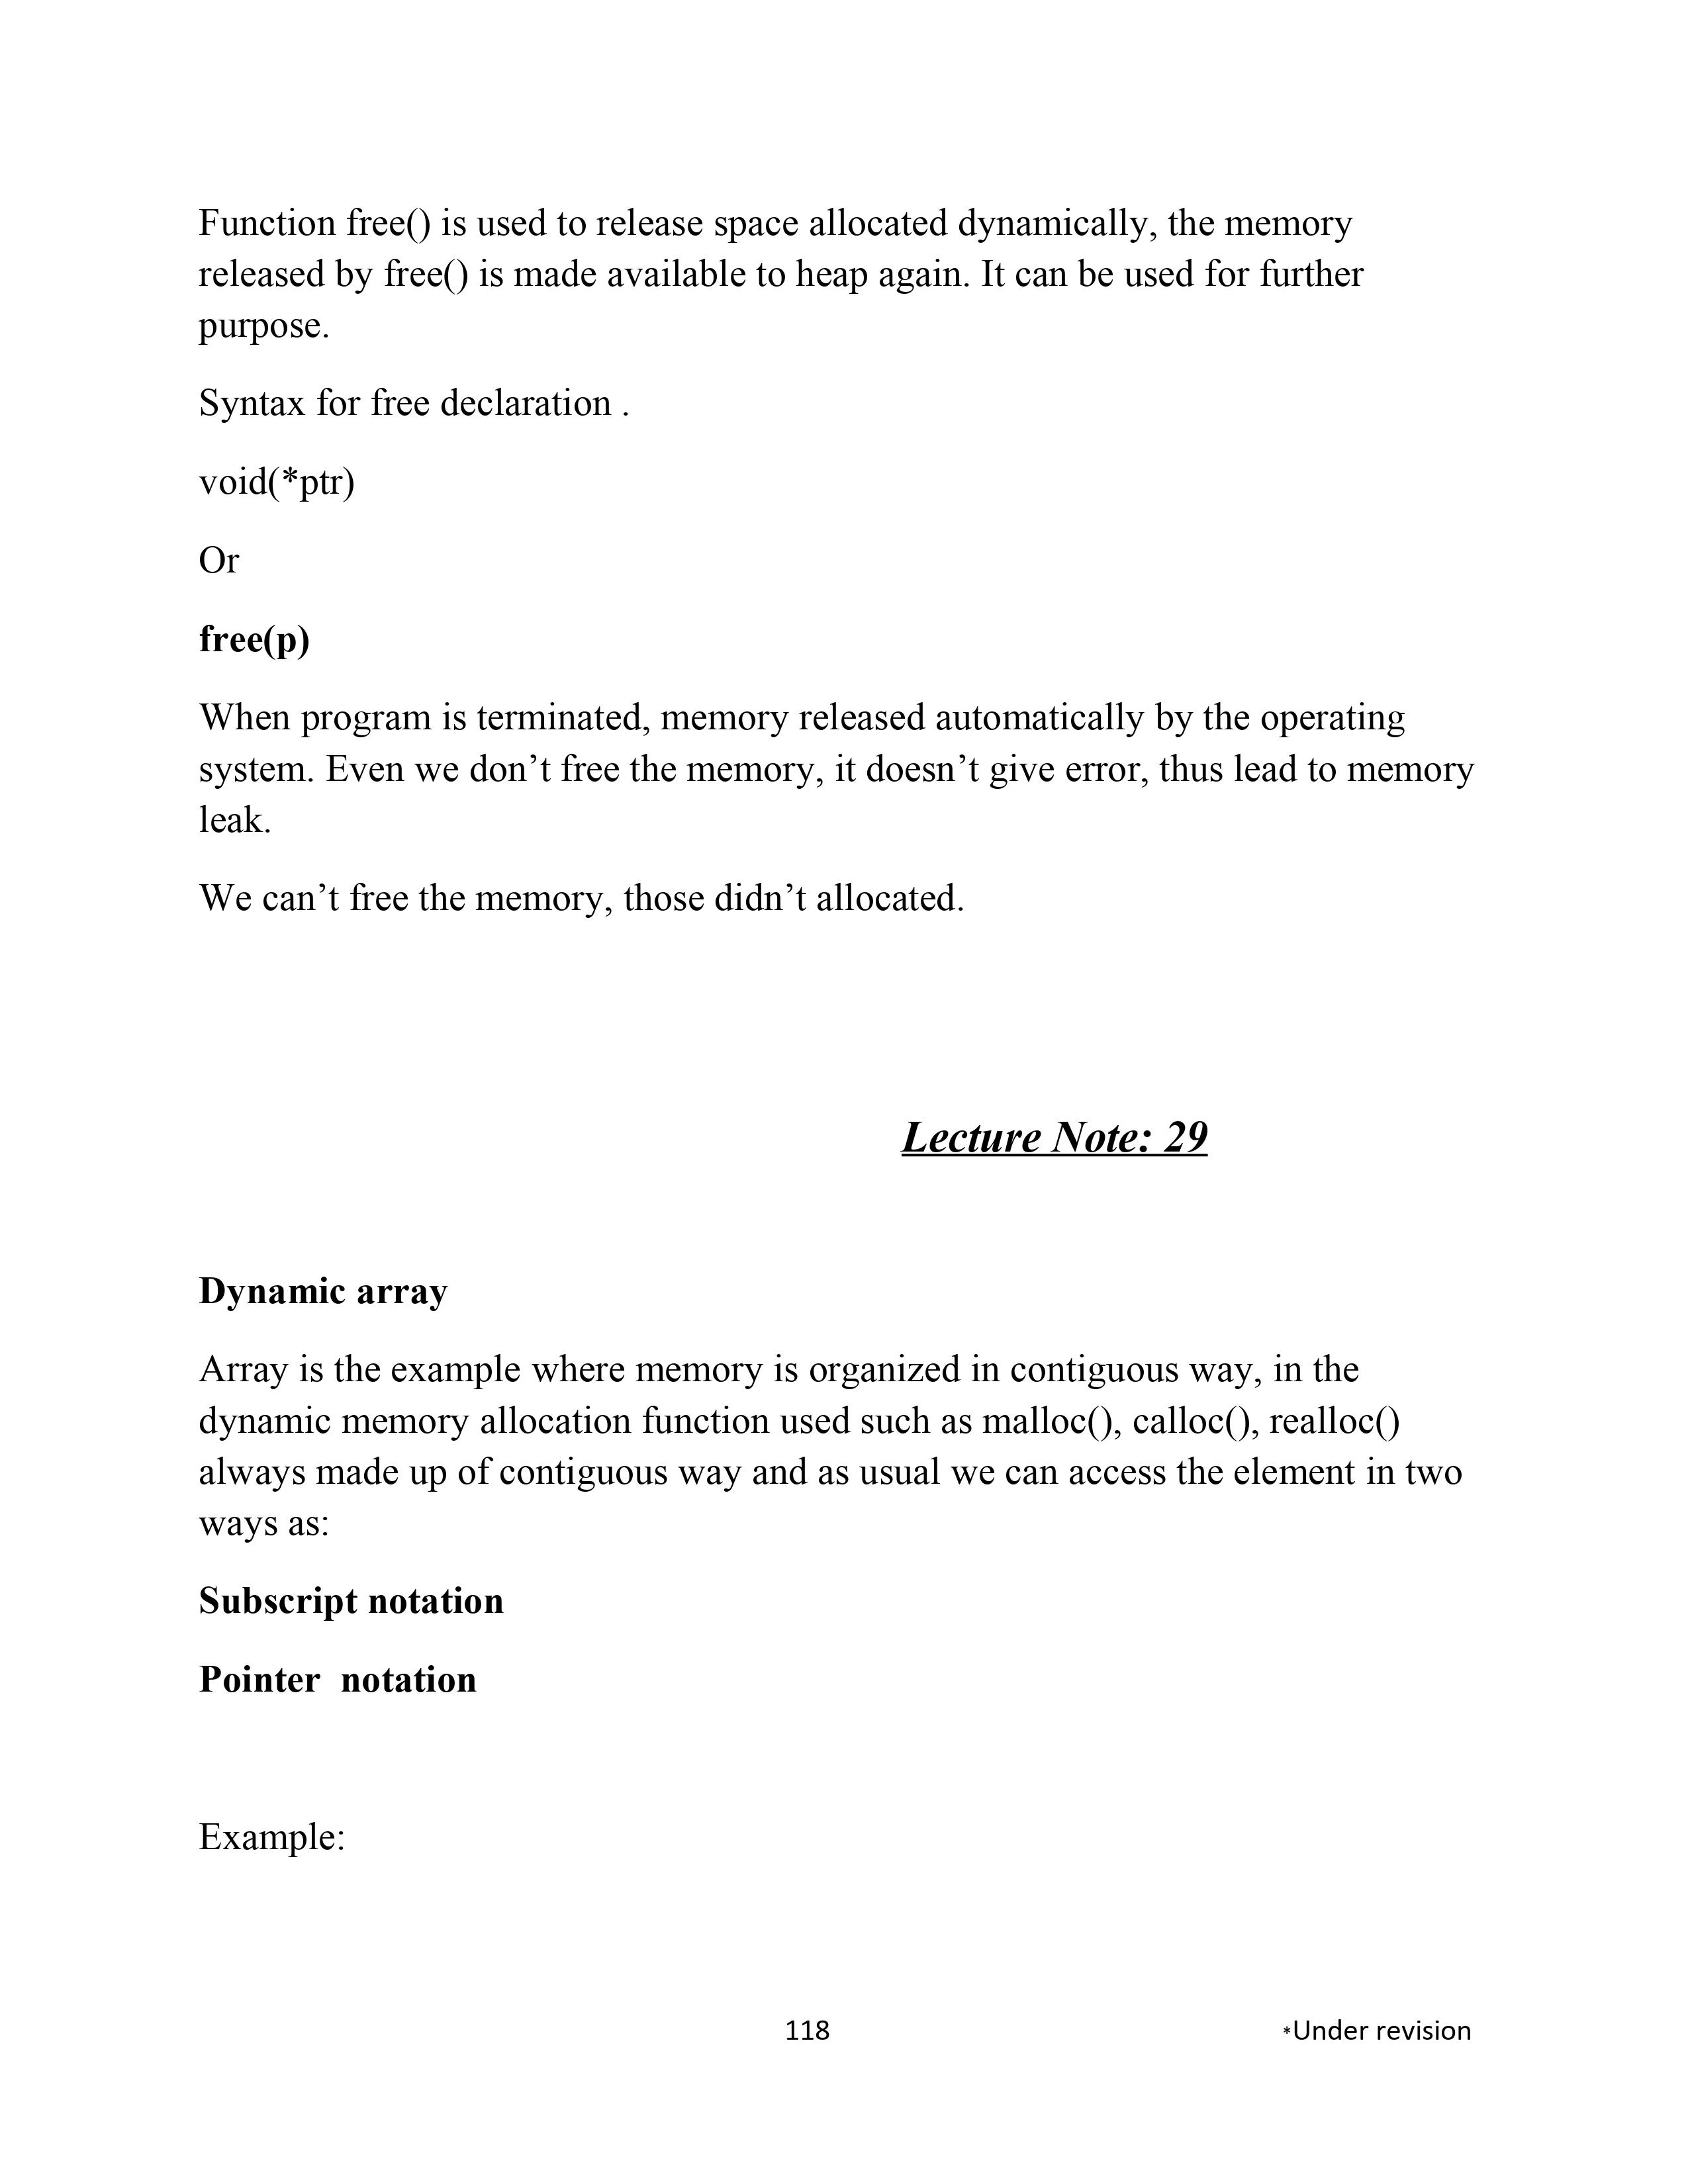 Function free() is used to release space allocated dynamically, the memory
released by free() is made available to heap again. It can be used for further
purpose.
Syntax for free declaration .
void(*ptr)
Or
free(p)
When program is terminated, memory released automatically by the operating
system. Even we don’t free the memory, it doesn’t give error, thus lead to memory
leak.
We can’t free the memory, those didn’t allocated.
Lecture Note: 29
Dynamic array
Array is the example where memory is organized in contiguous way, in the
dynamic memory allocation function used such as malloc(), calloc(), realloc()
always made up of contiguous way and as usual we can access the element in two
ways as:
Subscript notation
Pointer  notation
Example:
118
*Under revision